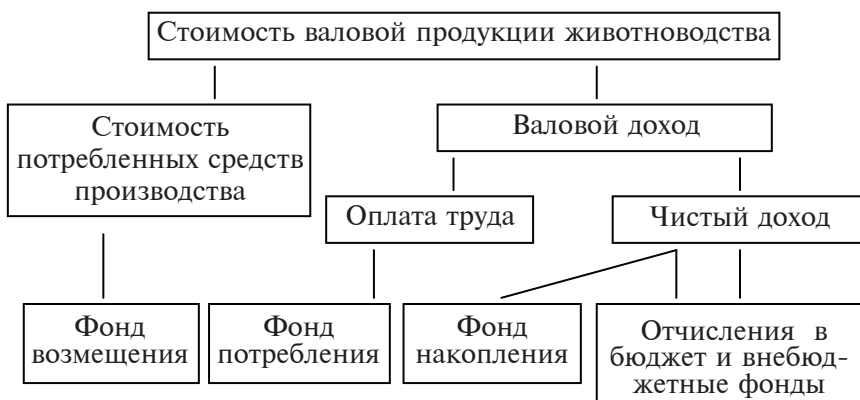 Стоимость валовой продукции животноводства
Стоимость
потребленных средств
производства
Валовой доход
Оплата труда
Чистый доход
Фонд
возмещения
Фонд
потребления
Фонд
накопления
Отчисления в
бюджет и внебюд-
жетные фонды